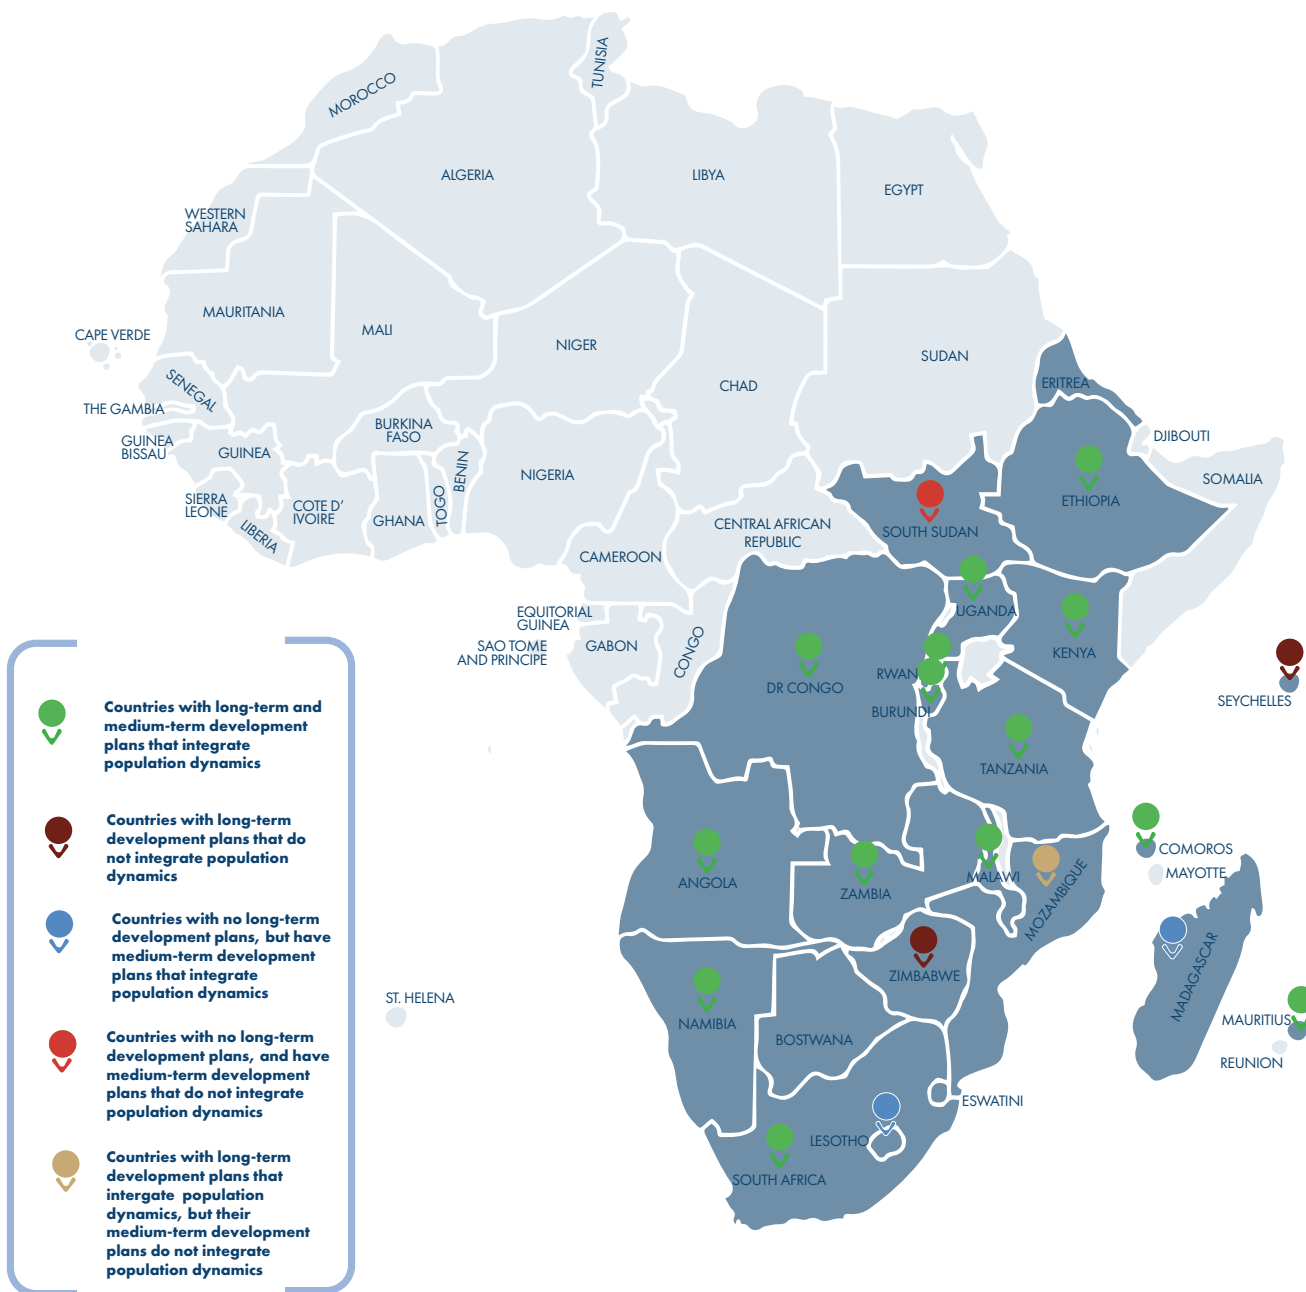 TUNISIA
MOROCCO
ALGERIA
LIBYA
EGYPT
WESTERN
SAHARA
MAURITANIA
MALI
CAPE VERDE
NIGER
SUDAN
CHAD
ERITREA
SENEGAL
THE GAMBIA
BURKINA
FASO
GUINEA
BISSAU
GUINEA
DJIBOUTI
BENIN
NIGERIA
SOMALIA
SIERRA
LEONE
COTE D’
IVOIRE
GHANA
TOGO
ETHIOPIA
LIBERIA
CENTRAL AFRICAN
REPUBLIC
SOUTH SUDAN
CAMEROON
EQUITORIAL
GUINEA
UGANDA
SAO TOME
AND PRINCIPE
GABON
CONGO
KENYA
DR CONGO
RWAN
BURUNDI
SEYCHELLES
TANZANIA
COMOROS
MAYOTTE
ANGOLA
ZAMBIA
MALAWI
MOZAMBIQUE
ZIMBABWE
MADAGASCAR
ST. HELENA
NAMIBIA
BOSTWANA
MAURITIUS
REUNION
ESWATINI
LESOTHO
SOUTH AFRICA
Countries with long-term and
medium-term development
plans that integrate
population dynamics
Countries with long-term
development plans that do
not integrate population
dynamics
Countries with no long-term
development plans, but have
medium-term development
plans that integrate
population dynamics
Countries with no long-term
development plans, and have
medium-term development
plans that do not integrate
population dynamics
Countries with long-term
development plans that
intergate population
dynamics, but their
medium-term development
plans do not integrate
population dynamics